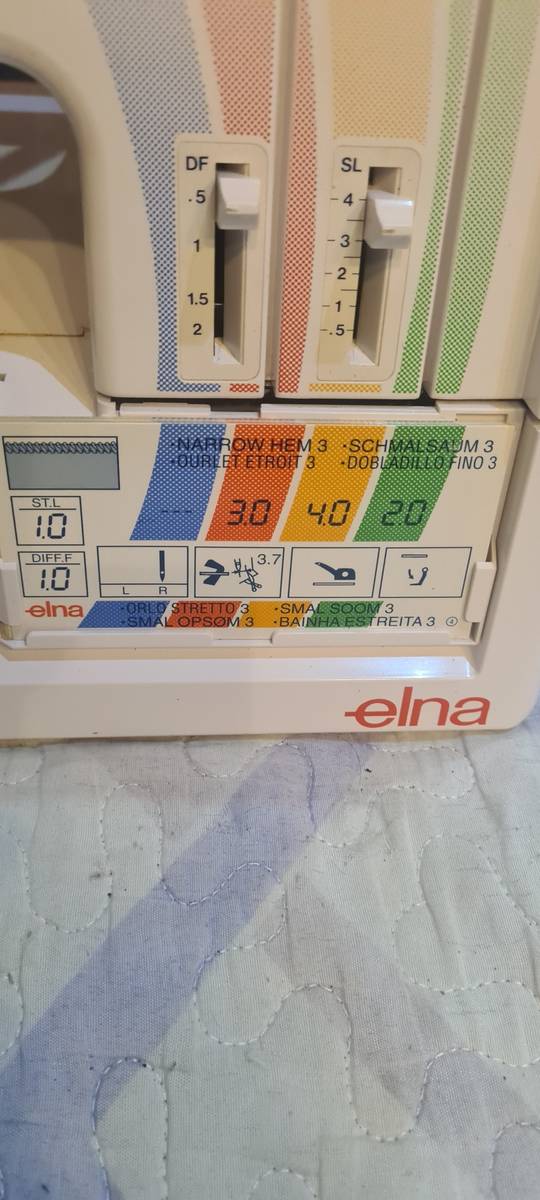 DF
.5
1
1.5
2
SL
4
3
2
1
.5
·NARROW HEM 3 ·SCHMALSAUM 3
·OURLET ETROIT 3 ·DOBLADILLO FINO 3
ST.L
1.0
--- 3.0 4.0 2.0
DIFF.F
1.0
L R
3.7
elna
·ORLO STRETTO 3 ·SMAL SOOM 3
·SMAL OPSØM 3 ·BAINHA ESTREITA 3 4
elna